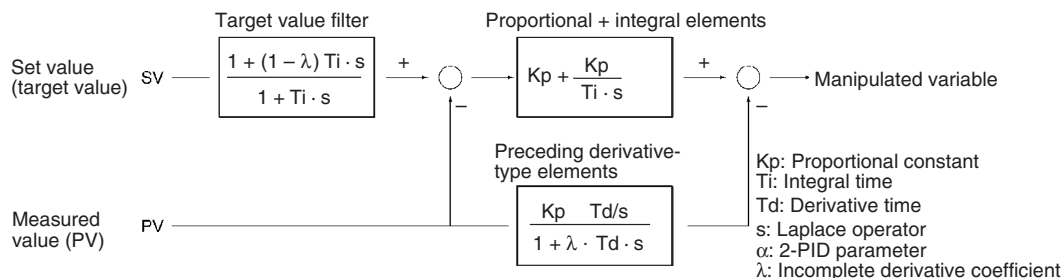 Target value filter
Proportional + integral elements
Set value
(target value)
SV
1 + (1 − λ) Ti · s
1 + Ti · s
+
−
Kp + Kp
Ti · s
+
−
Manipulated variable
Preceding derivative-
type elements
Measured
value (PV)
PV
Kp Td/s
1 + λ · Td · s
Kp: Proportional constant
Ti: Integral time
Td: Derivative time
s: Laplace operator
α: 2-PID parameter
λ: Incomplete derivative coefficient